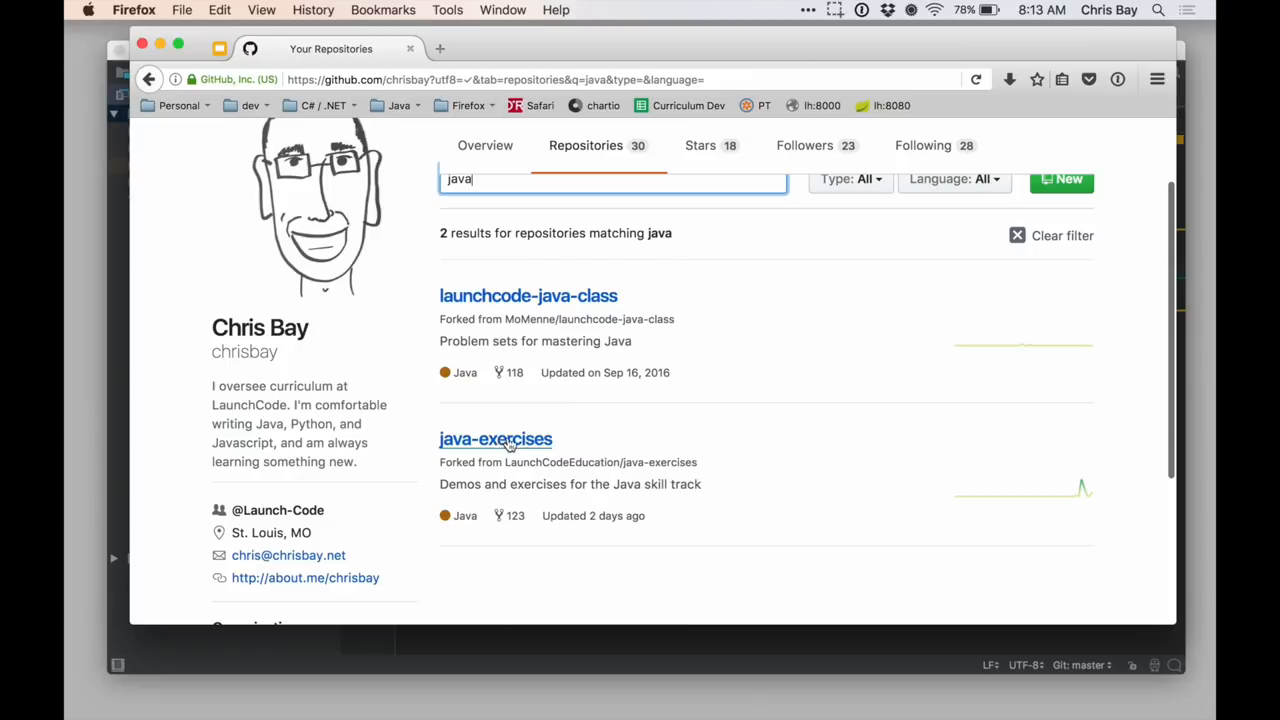 Firefox File Edit View History Bookmarks Tools Window Help 78% 8:13 AM Chris Bay
Your Repositories
GitHub, Inc. (US) https://github.com/chrisbay?utf8=✓&tab=repositories&q=java&type=&language=
Personal dev C# / .NET Java Firefox Safari chartio Curriculum Dev PT lh:8000 lh:8080
Overview Repositories 30 Stars 18 Followers 23 Following 28
java Type: All Language: All New
2 results for repositories matching java Clear filter
launchcode-java-class
Forked from MoMenne/launchcode-java-class
Problem sets for mastering Java
Java 118 Updated on Sep 16, 2016
java-exercises
Forked from LaunchCodeEducation/java-exercises
Demos and exercises for the Java skill track
Java 123 Updated 2 days ago
Chris Bay
chrisbay
I oversee curriculum at
LaunchCode. I'm comfortable
writing Java, Python, and
Javascript, and am always
learning something new.
@Launch-Code
St. Louis, MO
chris@chrisbay.net
http://about.me/chrisbay
LF UTF-8 Git: master